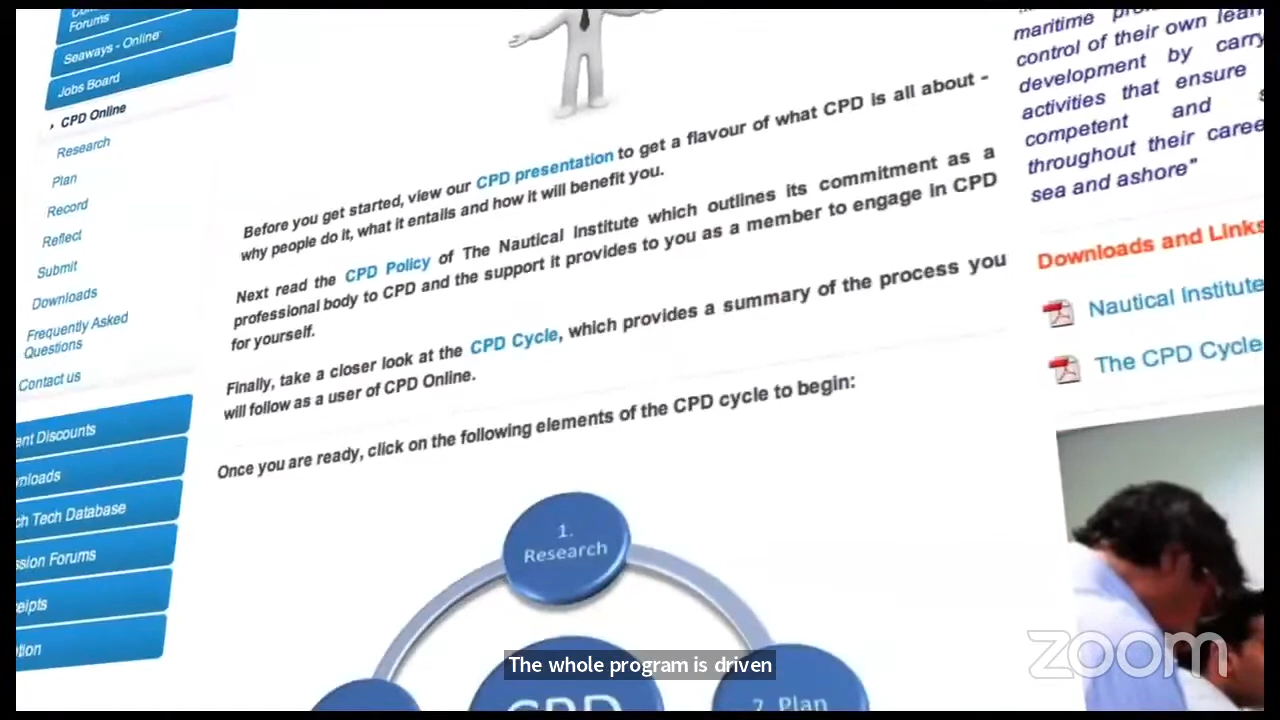 Forums
Seaways - Online
Jobs Board
CPD Online
Research
Plan
Record
Reflect
Submit
Downloads
Frequently Asked
Questions
Contact us
ent Discounts
nloads
ch Tech Database
ssion Forums
eipts
tion
Before you get started, view our CPD presentation to get a flavour of what CPD is all about -
why people do it, what it entails and how it will benefit you.
Next read the CPD Policy of The Nautical Institute which outlines its commitment as a
professional body to CPD and the support it provides to you as a member to engage in CPD
for yourself.
Finally, take a closer look at the CPD Cycle, which provides a summary of the process you
will follow as a user of CPD Online.
Once you are ready, click on the following elements of the CPD cycle to begin:
1.
Research
CPD
2. Plan
maritime
control of their own
development by
activities that ensure
competent and
throughout their
sea and ashore"
Downloads and Links
Nautical Institute
The CPD Cycle
The whole program is driven
zoom